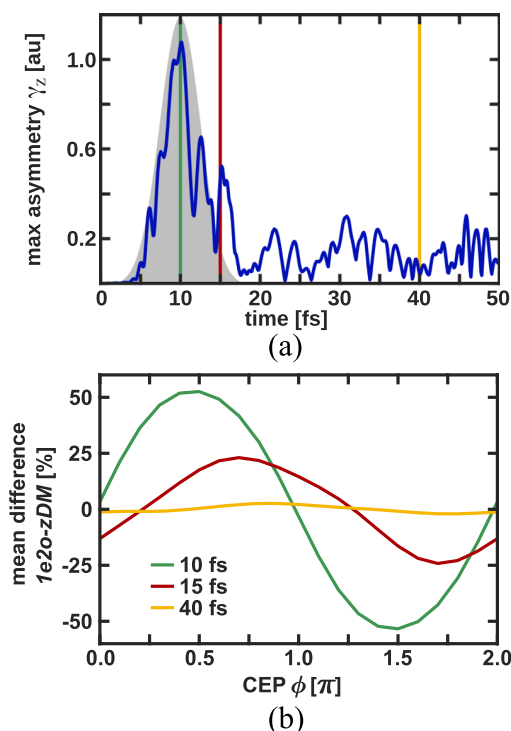 max asymmetry γz [au]
1.0
0.6
0.2
0 10 20 30 40 50
time [fs]
(a)
mean difference
1e2o-zDM [%]
50
25
0
-25
-50
10 fs
15 fs
40 fs
0.0 0.5 1.0 1.5 2.0
CEP ϕ [π]
(b)